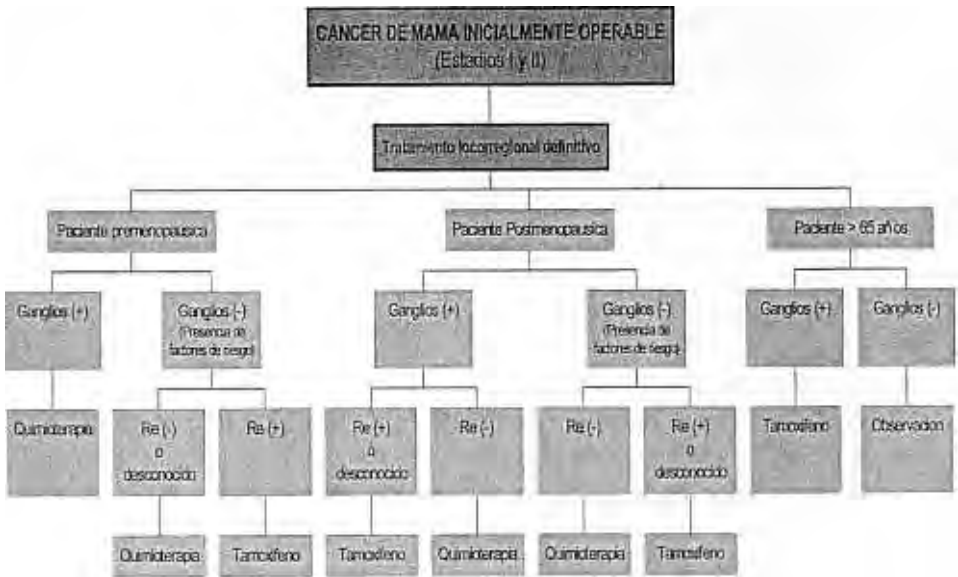 CANCER DE MAMA INICIALMENTE OPERABLE
(Estadios I y II)
Tratamiento locorregional definitivo
Paciente premenopausica
Paciente Postmenopausica
Paciente > 65 años
Ganglios (+)
Ganglios (-)
(Presencia de
factores de riesgo)
Ganglios (+)
Ganglios (-)
(Presencia de
factores de riesgo)
Ganglios (+)
Ganglios (-)
Quimioterapia
Re (-)
o
desconocido
Re (+)
Re (+)
o
desconocido
Re (-)
Re (-)
Re (+)
o
desconocido
Tamoxifeno
Observacion
Quimioterapia
Tamoxifeno
Tamoxifeno
Quimioterapia
Quimioterapia
Tamoxifeno